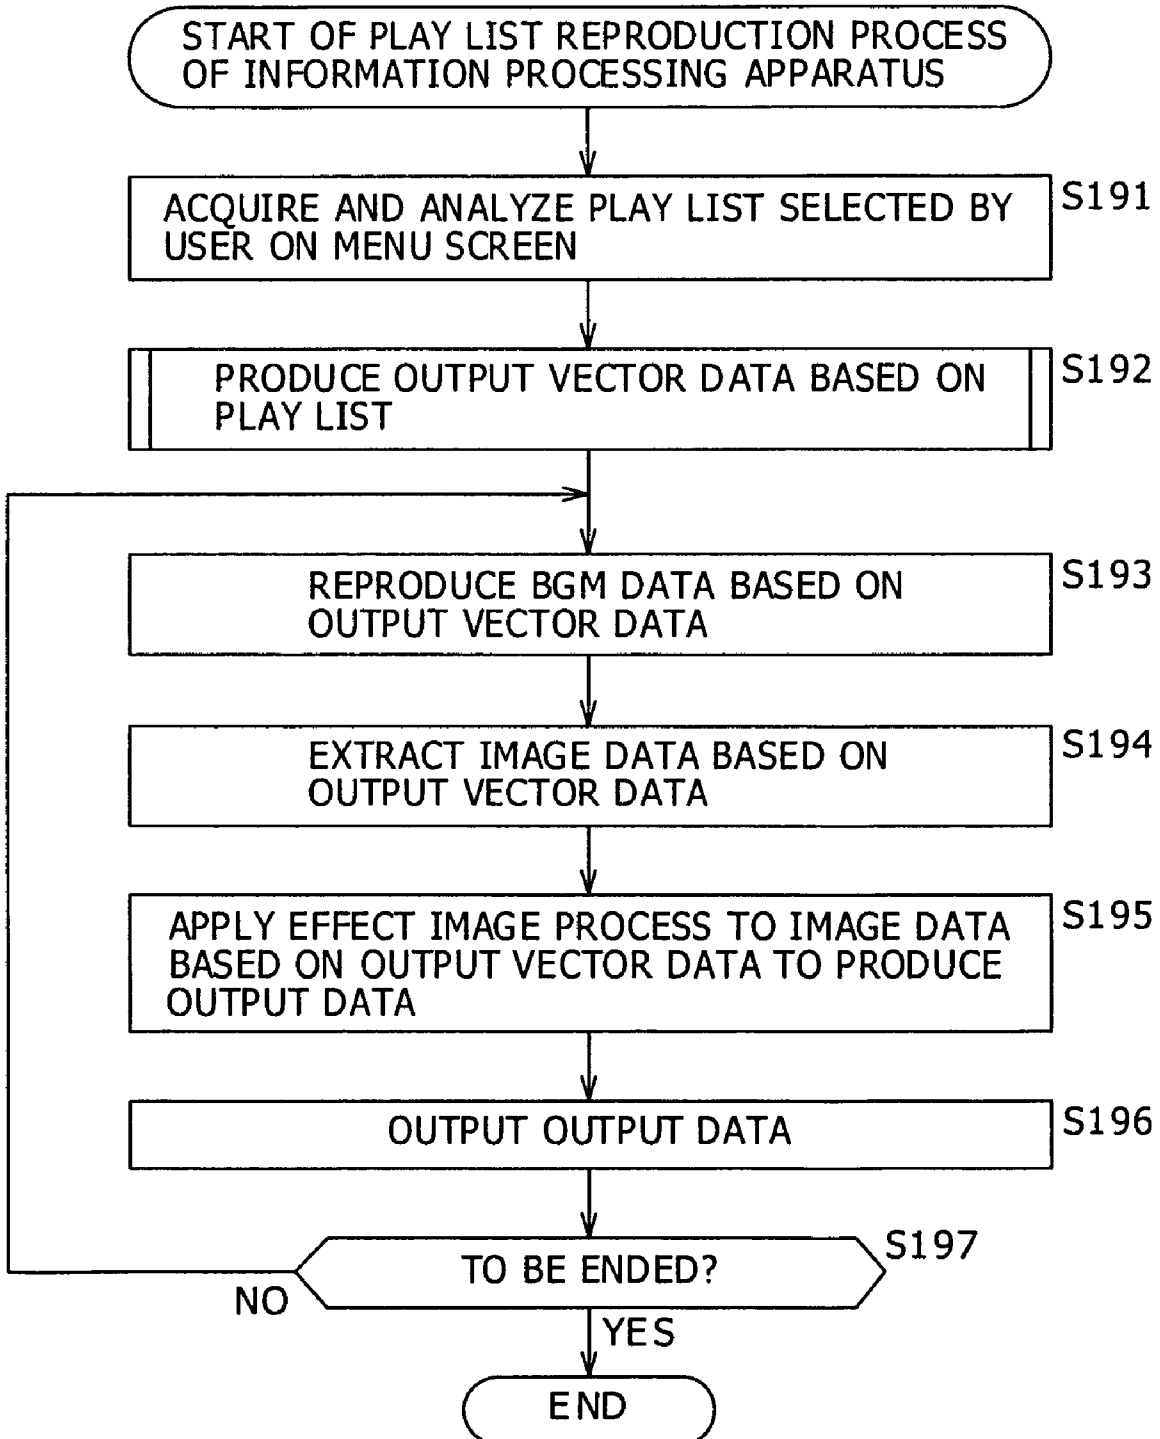 START OF PLAY LIST REPRODUCTION PROCESS
OF INFORMATION PROCESSING APPARATUS
ACQUIRE AND ANALYZE PLAY LIST SELECTED BY
USER ON MENU SCREEN
S191
PRODUCE OUTPUT VECTOR DATA BASED ON
PLAY LIST
S192
REPRODUCE BGM DATA BASED ON
OUTPUT VECTOR DATA
S193
EXTRACT IMAGE DATA BASED ON
OUTPUT VECTOR DATA
S194
APPLY EFFECT IMAGE PROCESS TO IMAGE DATA
BASED ON OUTPUT VECTOR DATA TO PRODUCE
OUTPUT DATA
S195
OUTPUT OUTPUT DATA
S196
TO BE ENDED?
S197
NO
YES
END